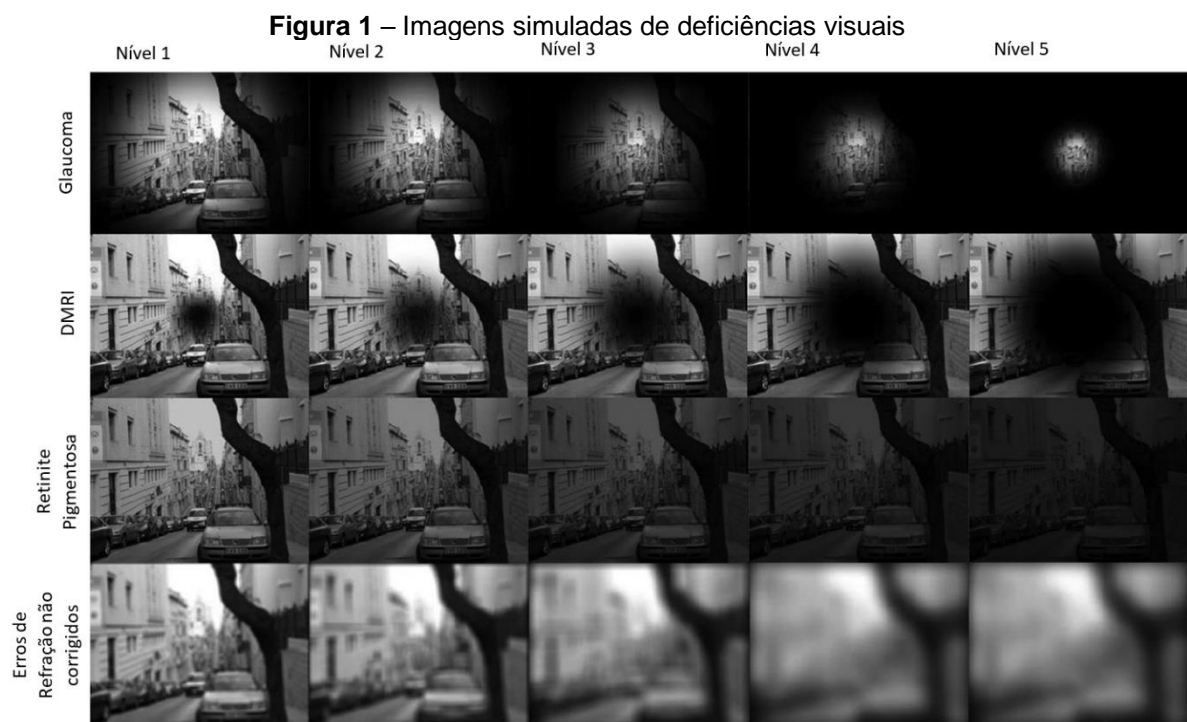 Figura 1 – Imagens simuladas de deficiências visuais
Nível 1
Nível 2
Nível 3
Nível 4
Nível 5
Glaucoma
DMRI
Retinite
Pigmentosa
Erros de
Refração não
corrigidos